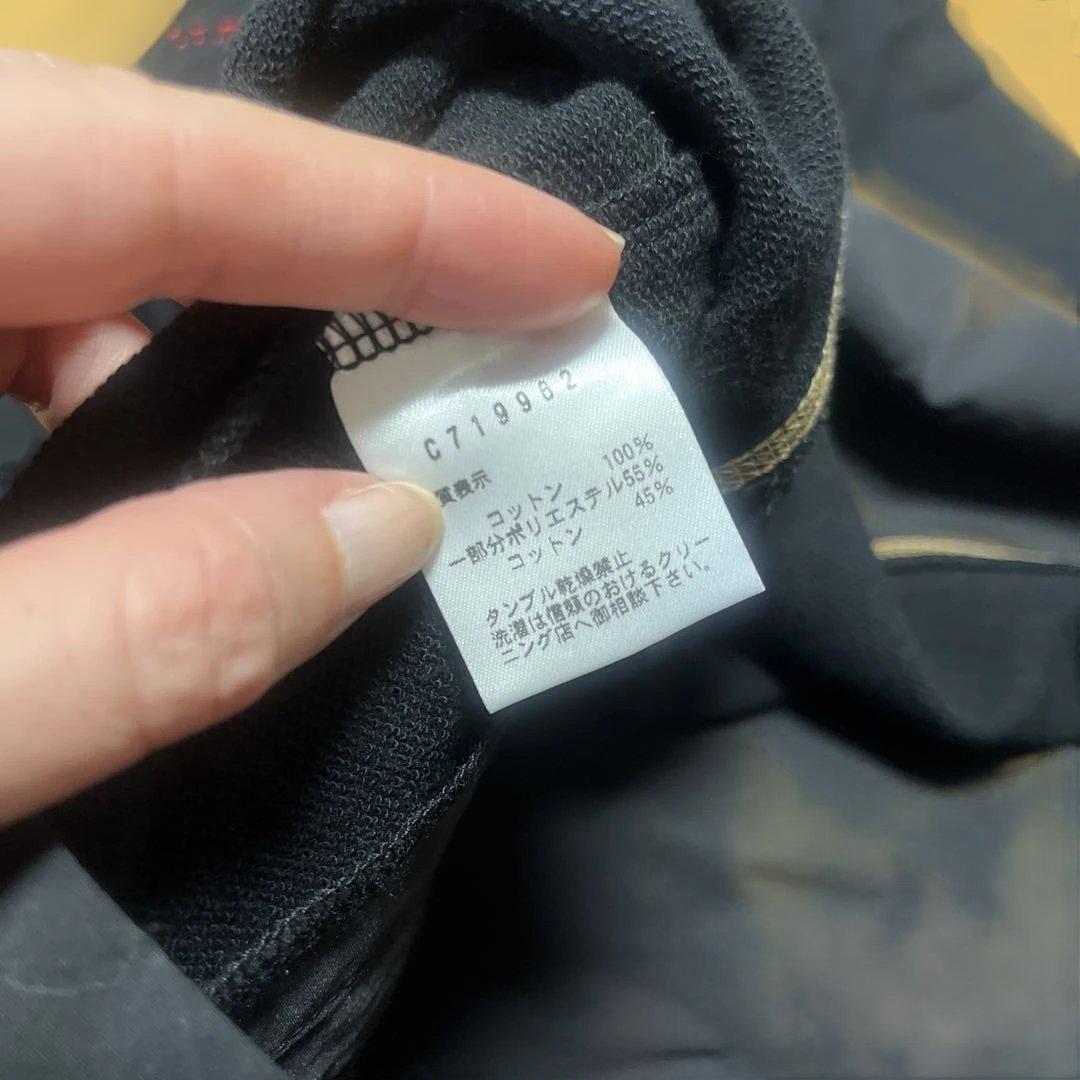 C719962
質表示
コットン 100%
一部分ポリエステル55%
コットン 45%
タンブル乾燥禁止
洗濯は信頼のおけるクリー
ニング店へ御相談下さい。